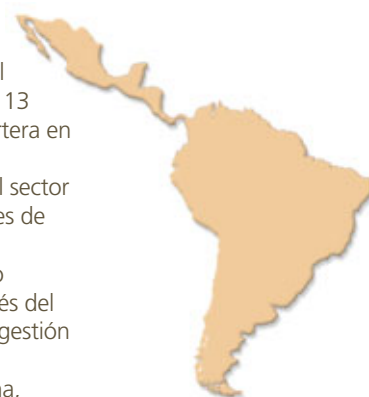 l
13
rtera en
l sector
es de
o
és del
gestión
na,